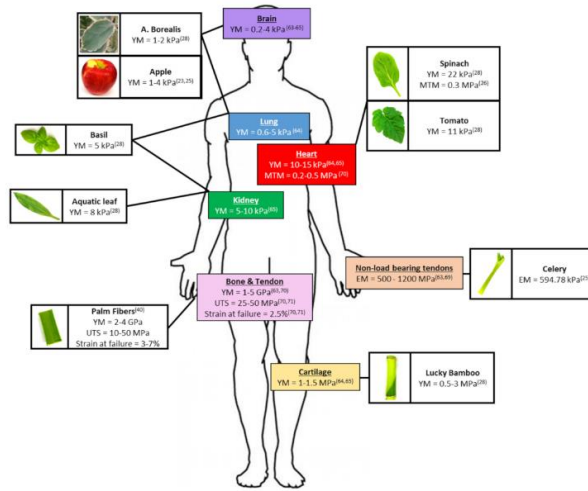 A. Borealis
YM = 1-2 kPa(28)
Apple
YM = 1-4 kPa(23,25)
Brain
YM = 0.2-4 kPa(63-65)
Spinach
YM = 22 kPa(28)
MTM = 0.3 MPa(26)
Tomato
YM = 11 kPa(28)
Basil
YM = 5 kPa(28)
Lung
YM = 0.6-5 kPa(64)
Heart
YM = 10-15 kPa(64,65)
MTM = 0.2-0.5 MPa(70)
Aquatic leaf
YM = 8 kPa(28)
Kidney
YM = 5-10 kPa(65)
Non-load bearing tendons
EM = 500 - 1200 MPa(63,69)
Celery
EM = 594.78 kPa(25
Bone & Tendon
YM = 1-5 GPa(63,70)
UTS = 25-50 MPa(70,71)
Strain at failure = 2.5%(70,71)
Palm Fibers(40)
YM = 2-4 GPa
UTS = 10-50 MPa
Strain at failure = 3-7%
Cartilage
YM = 1-1.5 MPa(64,65)
Lucky Bamboo
YM = 0.5-3 MPa(28)